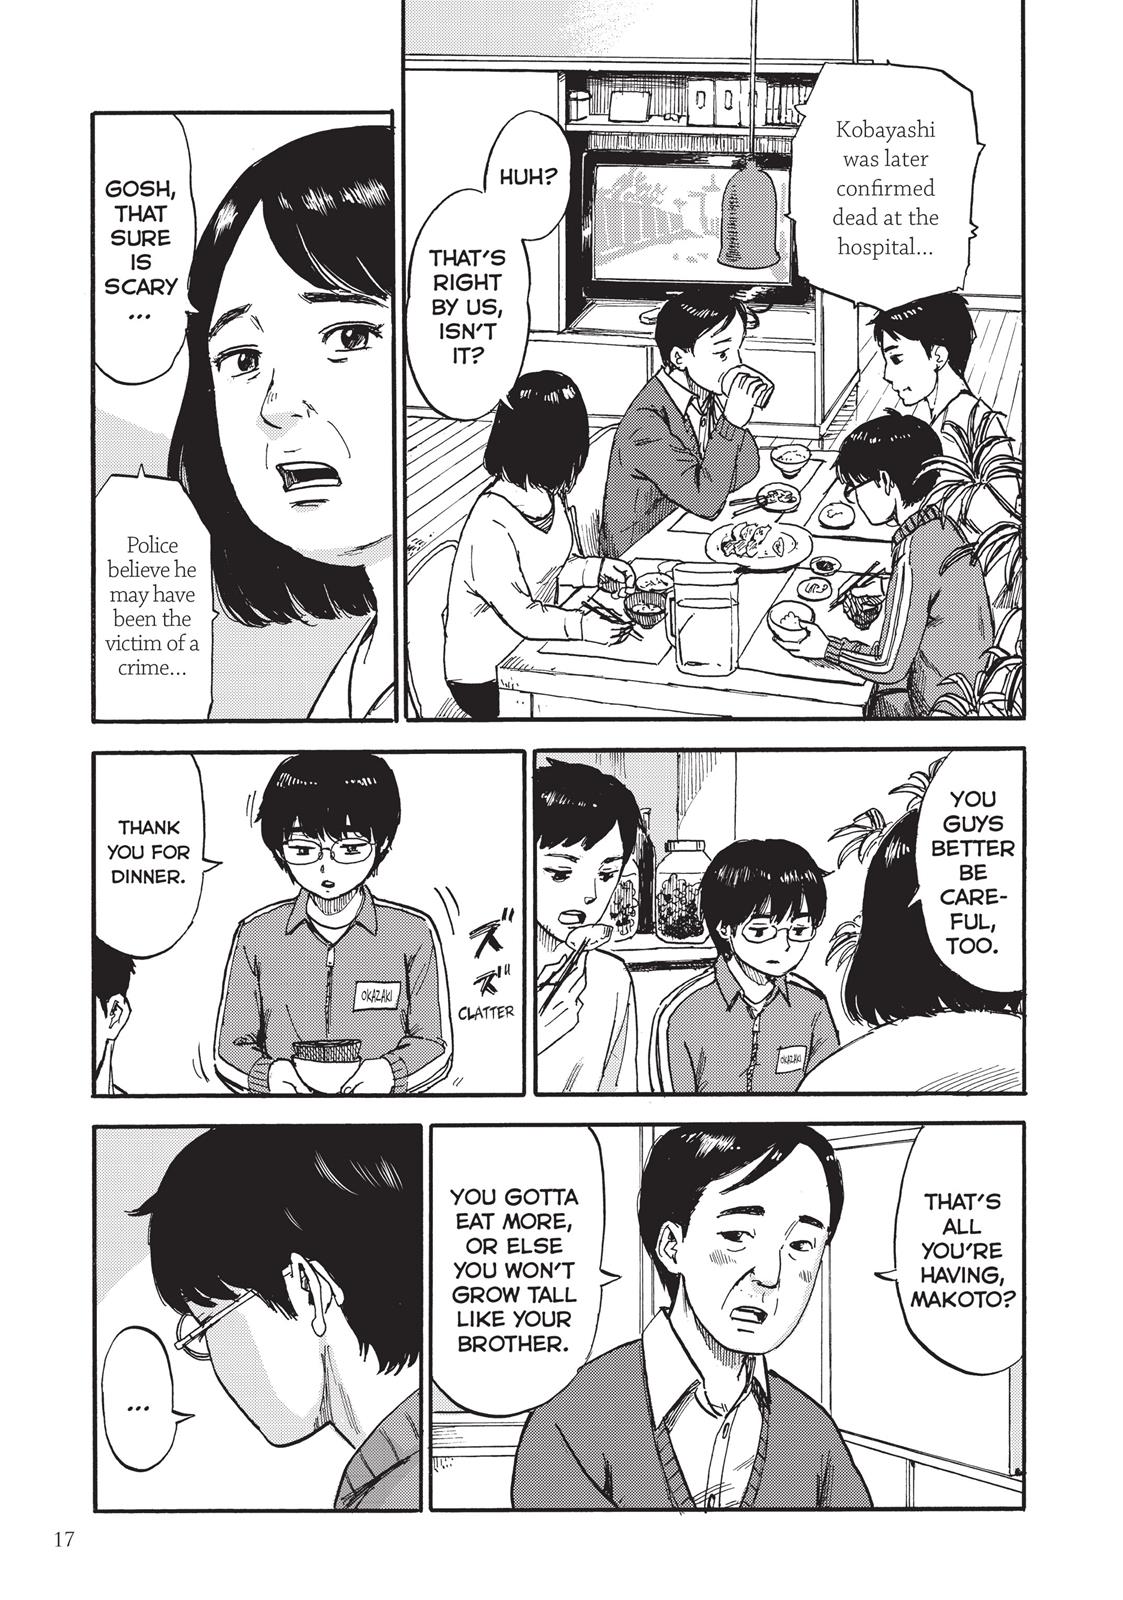 Kobayashi
was later
confirmed
dead at the
hospital...
HUH?
THAT'S
RIGHT
BY US,
ISN'T
IT?
GOSH,
THAT
SURE
IS
SCARY
...
Police
believe he
may have
been the
victim of a
crime...
YOU
GUYS
BETTER
BE
CARE-
FUL,
TOO.
OKAZAKI
THANK
YOU FOR
DINNER.
OKAZAKI
ズ
ズ
CLATTER
THAT'S
ALL
YOU'RE
HAVING,
MAKOTO?
YOU GOTTA
EAT MORE,
OR ELSE
YOU WON'T
GROW TALL
LIKE YOUR
BROTHER.
...
17